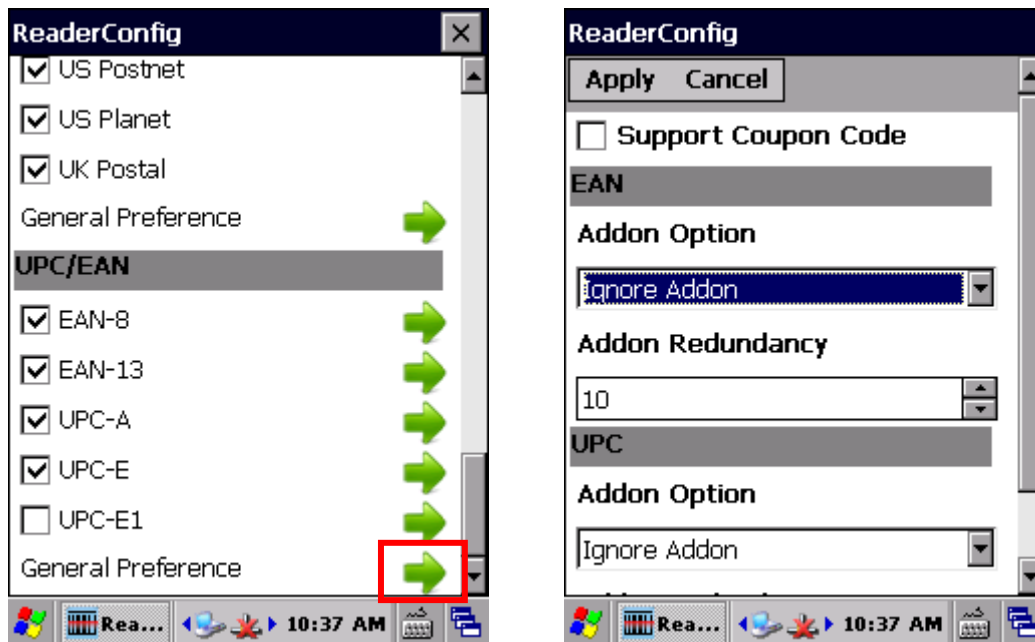 ReaderConfig
US Postnet
US Planet
UK Postal
General Preference
UPC/EAN
EAN-8
EAN-13
UPC-A
UPC-E
UPC-E1
General Preference
Rea... 10:37 AM
ReaderConfig
Apply Cancel
Support Coupon Code
EAN
Addon Option
Ignore Addon
Addon Redundancy
10
UPC
Addon Option
Ignore Addon
Rea... 10:37 AM